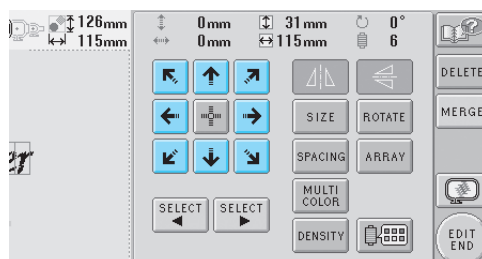 126mm 0mm 31mm 0°
115mm 0mm 115mm 6
DELETE
SIZE ROTATE MERGE
SPACING ARRAY
SELECT SELECT MULTI COLOR
DENSITY
EDIT END